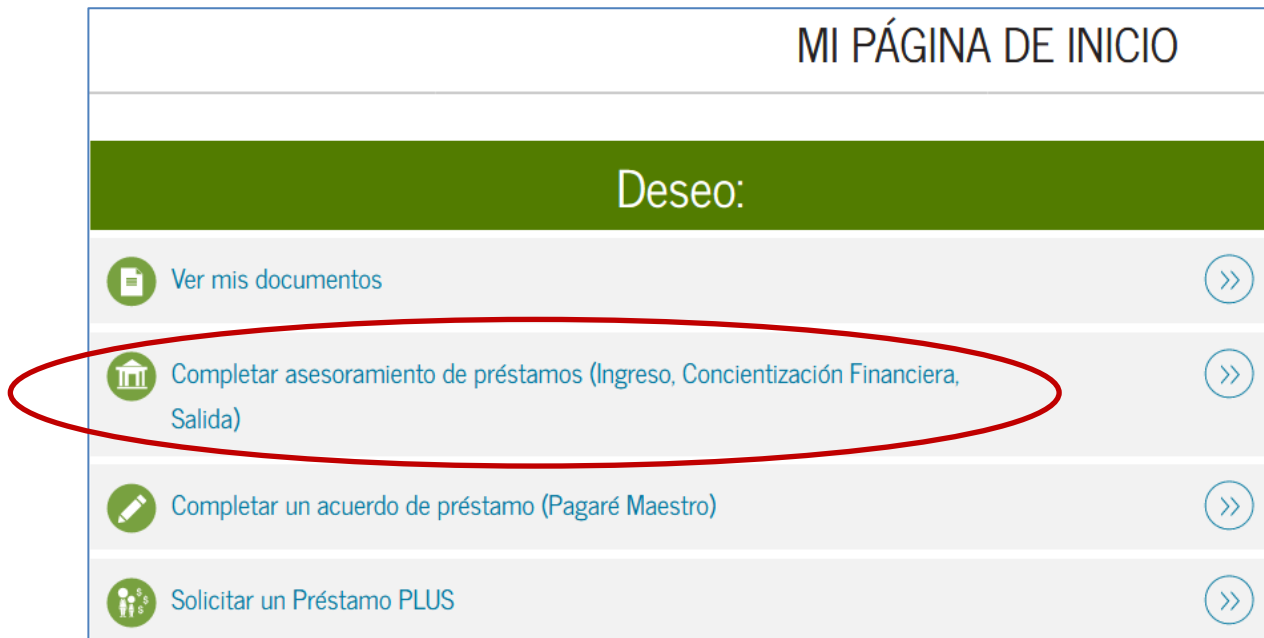 MI PÁGINA DE INICIO
Deseo:
Ver mis documentos
Completar asesoramiento de préstamos (Ingreso, Concientización Financiera,
Salida)
Completar un acuerdo de préstamo (Pagaré Maestro)
Solicitar un Préstamo PLUS